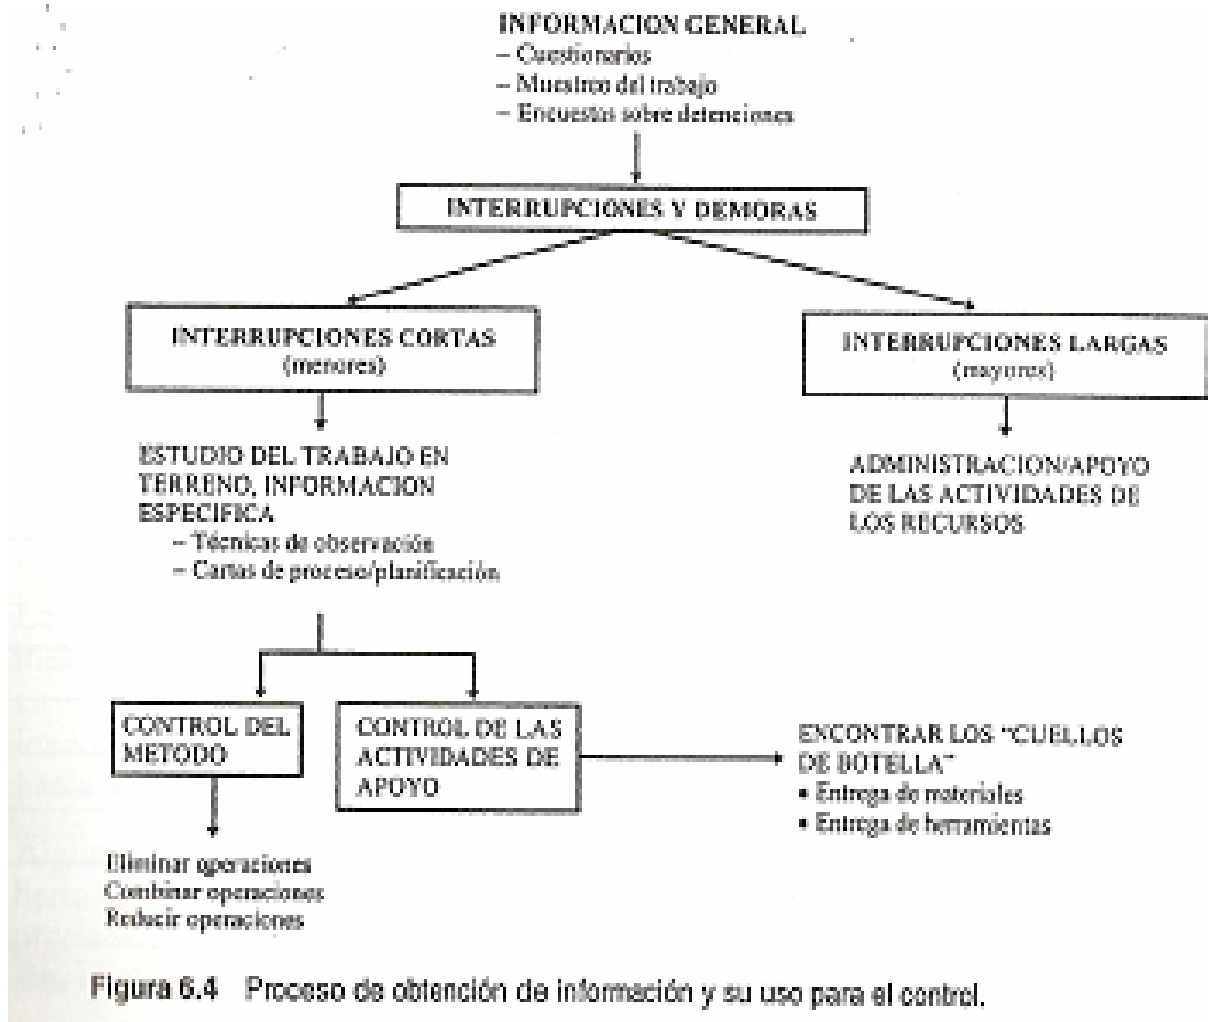 INFORMACION GENERAL
– Cuestionarios
– Muestreo del trabajo
– Encuestas sobre detenciones
INTERRUPCIONES Y DEMORAS
INTERRUPCIONES CORTAS
(menores)
INTERRUPCIONES LARGAS
(mayores)
ESTUDIO DEL TRABAJO EN
TERRENO, INFORMACION
ESPECIFICA
– Técnicas de observación
– Cartas de proceso/planificación
ADMINISTRACION/APOYO
DE LAS ACTIVIDADES DE
LOS RECURSOS
CONTROL DEL
METODO
CONTROL DE LAS
ACTIVIDADES DE
APOYO
ENCONTRAR LOS "CUELLOS
DE BOTELLA"
• Entrega de materiales
• Entrega de herramientas
Eliminar operaciones
Combinar operaciones
Reducir operaciones
Figura 6.4 Proceso de obtención de información y su uso para el control.